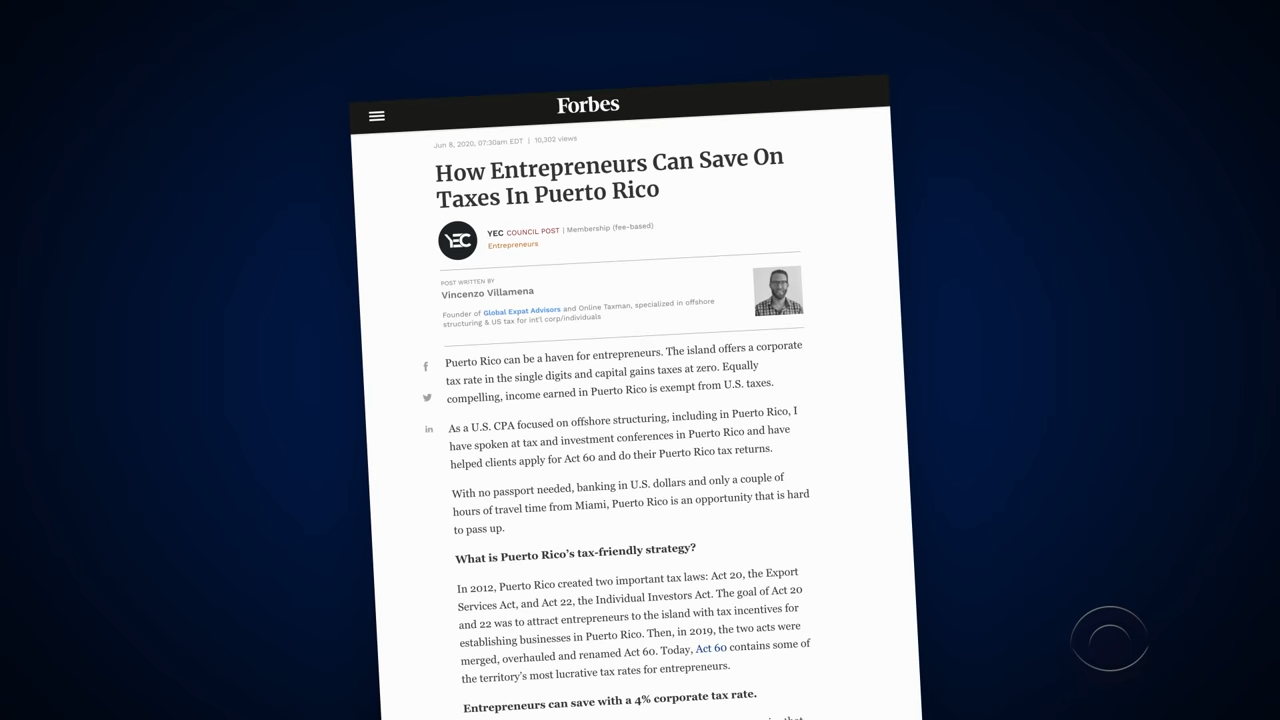 Forbes
Jun 8, 2020, 07:30am EDT | 10,302 views
How Entrepreneurs Can Save On
Taxes In Puerto Rico
YEC
YEC COUNCIL POST | Membership (fee-based)
Entrepreneurs
POST WRITTEN BY
Vincenzo Villamena
Founder of Global Expat Advisors and Online Taxman, specialized in offshore
structuring & US tax for int'l corp/individuals
Puerto Rico can be a haven for entrepreneurs. The island offers a corporate
tax rate in the single digits and capital gains taxes at zero. Equally
compelling, income earned in Puerto Rico is exempt from U.S. taxes.
As a U.S. CPA focused on offshore structuring, including in Puerto Rico, I
have spoken at tax and investment conferences in Puerto Rico and have
helped clients apply for Act 60 and do their Puerto Rico tax returns.
With no passport needed, banking in U.S. dollars and only a couple of
hours of travel time from Miami, Puerto Rico is an opportunity that is hard
to pass up.
What is Puerto Rico's tax-friendly strategy?
In 2012, Puerto Rico created two important tax laws: Act 20, the Export
Services Act, and Act 22, the Individual Investors Act. The goal of Act 20
and 22 was to attract entrepreneurs to the island with tax incentives for
establishing businesses in Puerto Rico. Then, in 2019, the two acts were
merged, overhauled and renamed Act 60. Today, Act 60 contains some of
the territory's most lucrative tax rates for entrepreneurs.
Entrepreneurs can save with a 4% corporate tax rate.